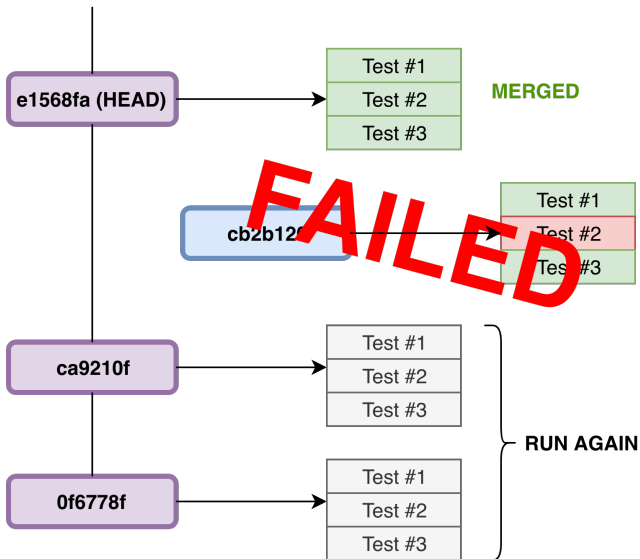 e1568fa (HEAD)
Test #1
Test #2
Test #3
MERGED
FAILED
Test #1
Test #2
Test #3
ca9210f
Test #1
Test #2
Test #3
RUN AGAIN
0f6778f
Test #1
Test #2
Test #3